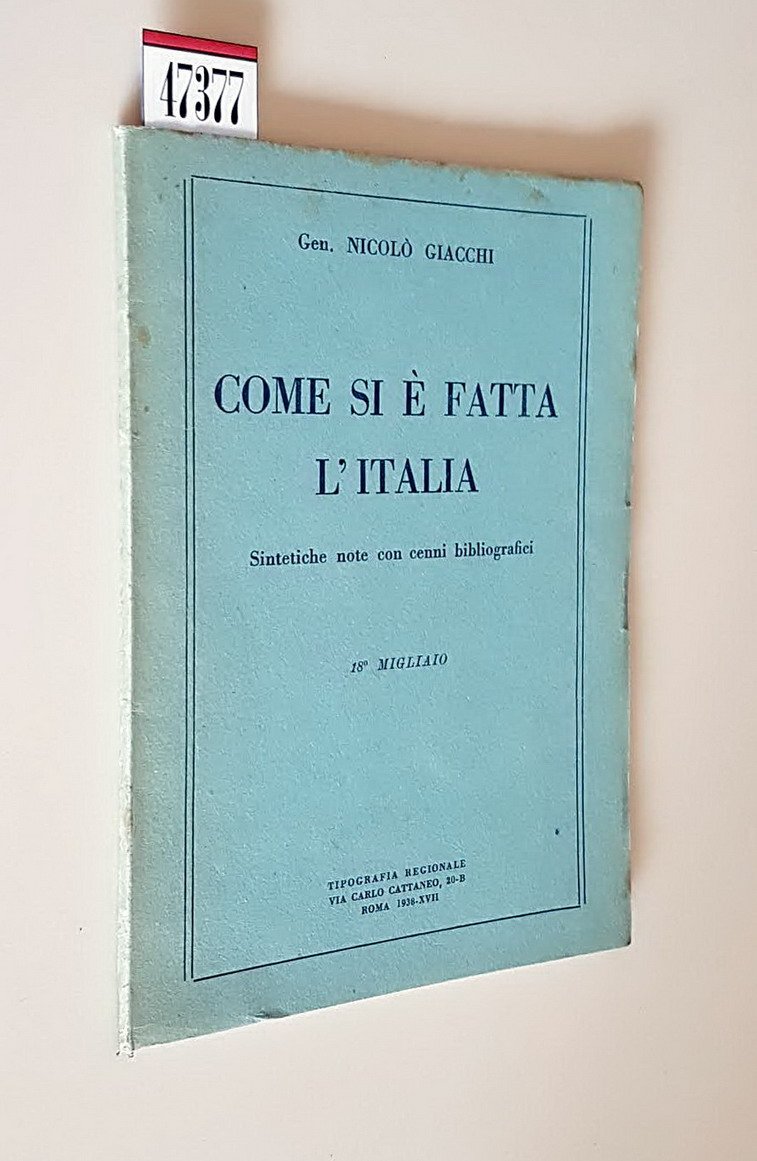 47377
Gen. NICOLÒ GIACCHI
COME SI È FATTA
L'ITALIA
Sintetiche note con cenni bibliografici
18º MIGLIAIO
TIPOGRAFIA REGIONALE
VIA CARLO CATTANEO, 20-B
ROMA 1938-XVII